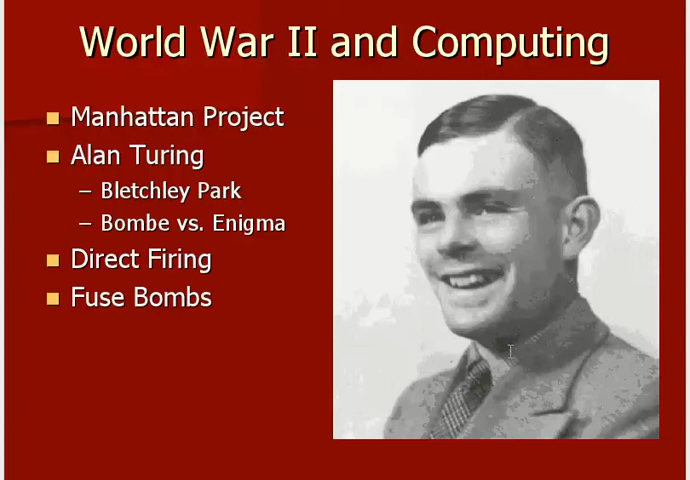 World War II and Computing
Manhattan Project
Alan Turing
– Bletchley Park
– Bombe vs. Enigma
Direct Firing
Fuse Bombs